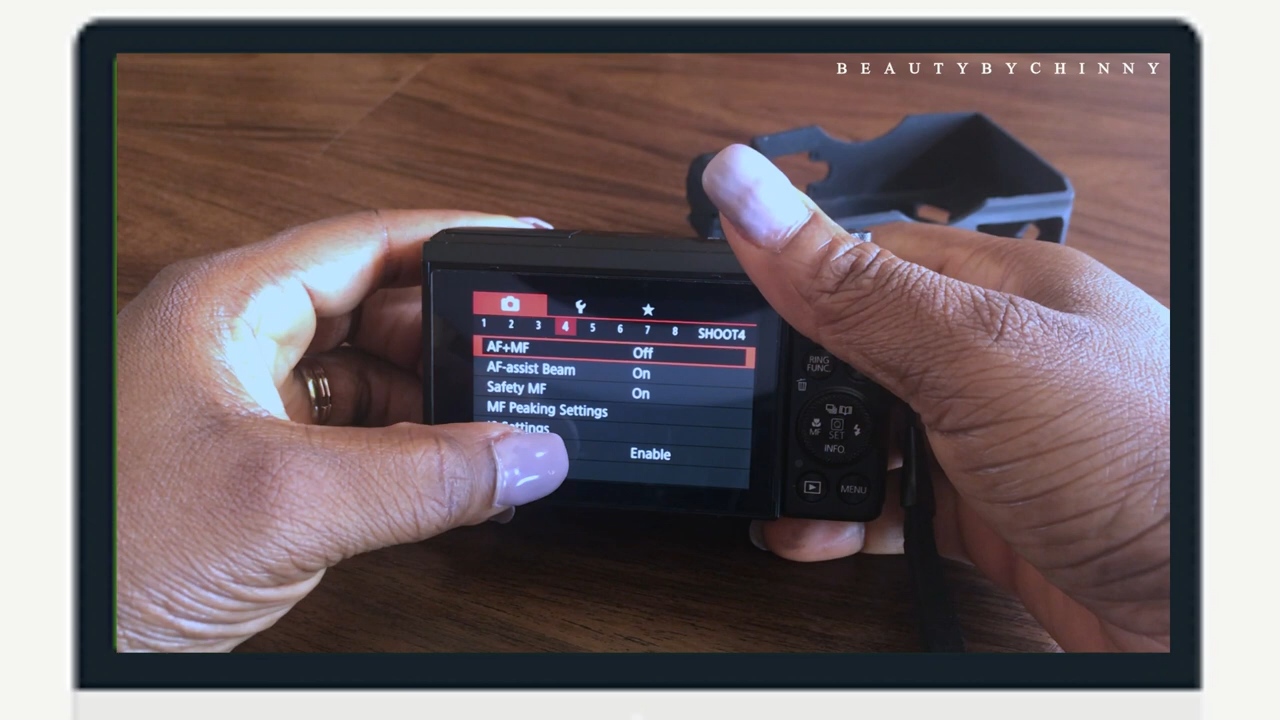 BEAUTYBYCHINNY
1 2 3 4 5 6 7 8 SHOOT4
AF+MF Off
AF-assist Beam On
Safety MF On
MF Peaking Settings
Settings
Enable
RING
FUNC.
MF
SET
INFO.
MENU